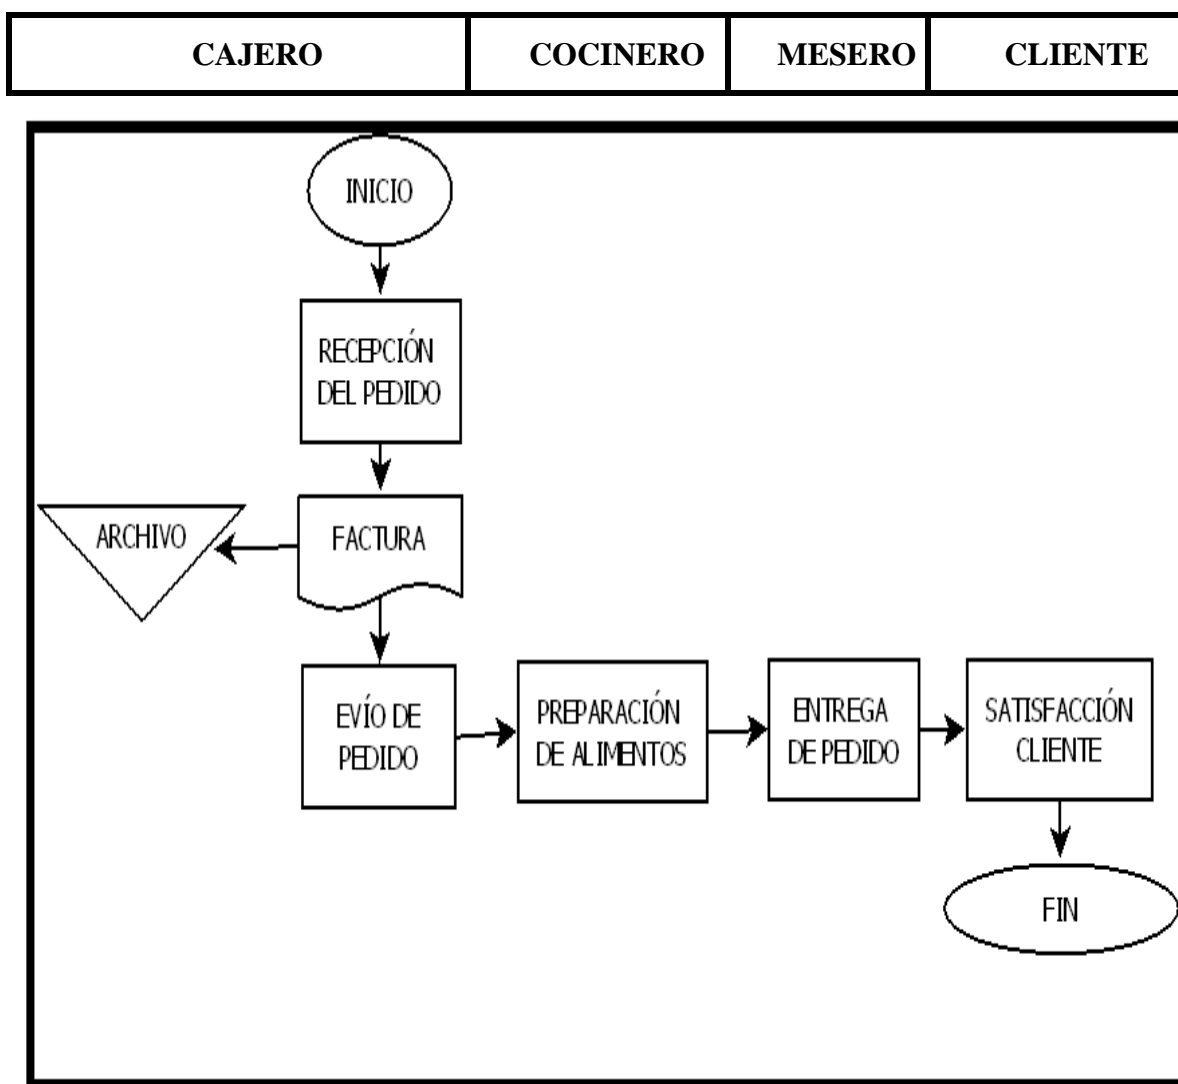 CAJERO COCINERO MESERO CLIENTE
INICIO
RECEPCIÓN
DEL PEDIDO
ARCHIVO
FACTURA
EVÍO DE
PEDIDO
PREPARACIÓN
DE ALIMENTOS
ENTREGA
DE PEDIDO
SATISFACCIÓN
CLIENTE
FIN